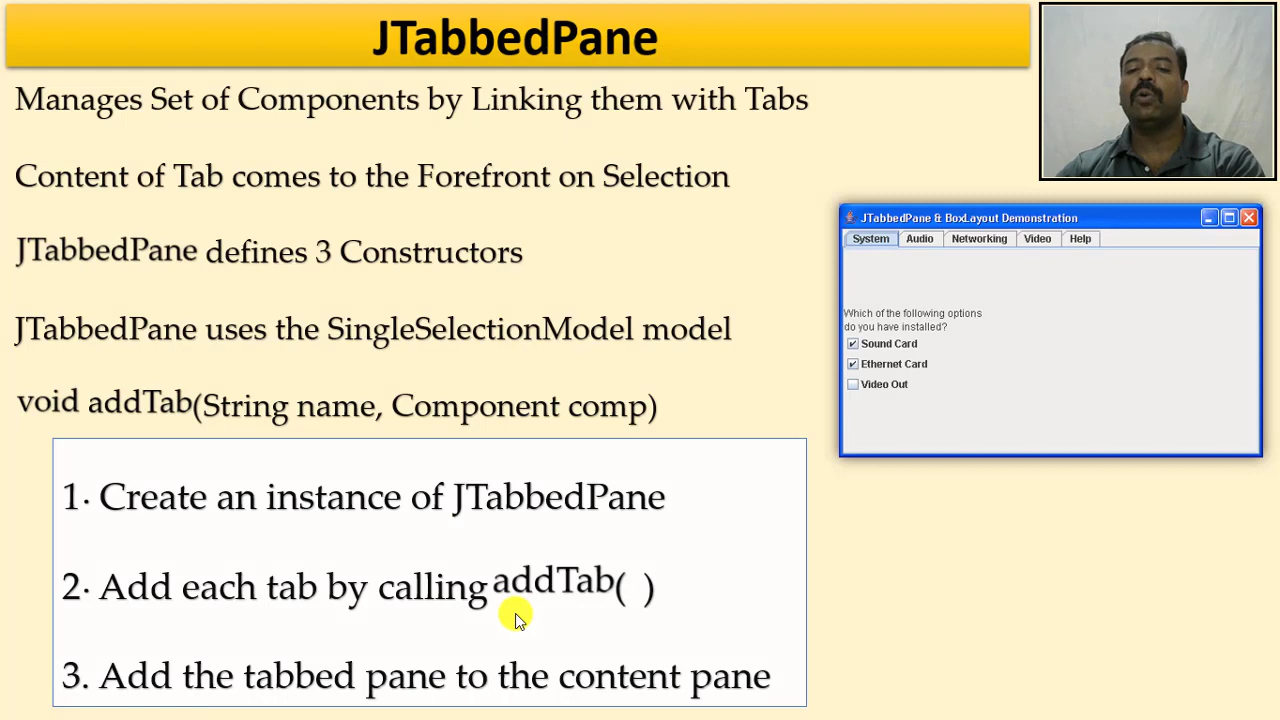 JTabbedPane
Manages Set of Components by Linking them with Tabs
Content of Tab comes to the Forefront on Selection
JTabbedPane defines 3 Constructors
JTabbedPane uses the SingleSelectionModel model
void addTab(String name, Component comp)
1. Create an instance of JTabbedPane
2. Add each tab by calling addTab( )
3. Add the tabbed pane to the content pane
JTabbedPane & BoxLayout Demonstration
System Audio Networking Video Help
Which of the following options
do you have installed?
Sound Card
Ethernet Card
Video Out